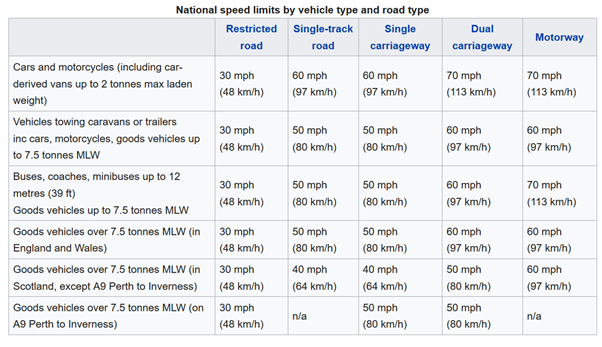 National speed limits by vehicle type and road type
Restricted road Single-track road Single carriageway Dual carriageway Motorway
Cars and motorcycles (including car-
derived vans up to 2 tonnes max laden
weight)
30 mph 60 mph 60 mph 70 mph 70 mph
(48 km/h) (97 km/h) (97 km/h) (113 km/h) (113 km/h)
Vehicles towing caravans or trailers
inc cars, motorcycles, goods vehicles up
to 7.5 tonnes MLW
30 mph 50 mph 50 mph 60 mph 60 mph
(48 km/h) (80 km/h) (80 km/h) (97 km/h) (97 km/h)
Buses, coaches, minibuses up to 12
metres (39 ft)
Goods vehicles up to 7.5 tonnes MLW
30 mph 50 mph 50 mph 60 mph 70 mph
(48 km/h) (80 km/h) (80 km/h) (97 km/h) (113 km/h)
Goods vehicles over 7.5 tonnes MLW (in
England and Wales)
30 mph 50 mph 50 mph 60 mph 60 mph
(48 km/h) (80 km/h) (80 km/h) (97 km/h) (97 km/h)
Goods vehicles over 7.5 tonnes MLW (in
Scotland, except A9 Perth to Inverness)
30 mph 40 mph 40 mph 50 mph 60 mph
(48 km/h) (64 km/h) (64 km/h) (80 km/h) (97 km/h)
Goods vehicles over 7.5 tonnes MLW (on
A9 Perth to Inverness)
30 mph n/a 50 mph 50 mph n/a
(48 km/h) (80 km/h) (80 km/h)